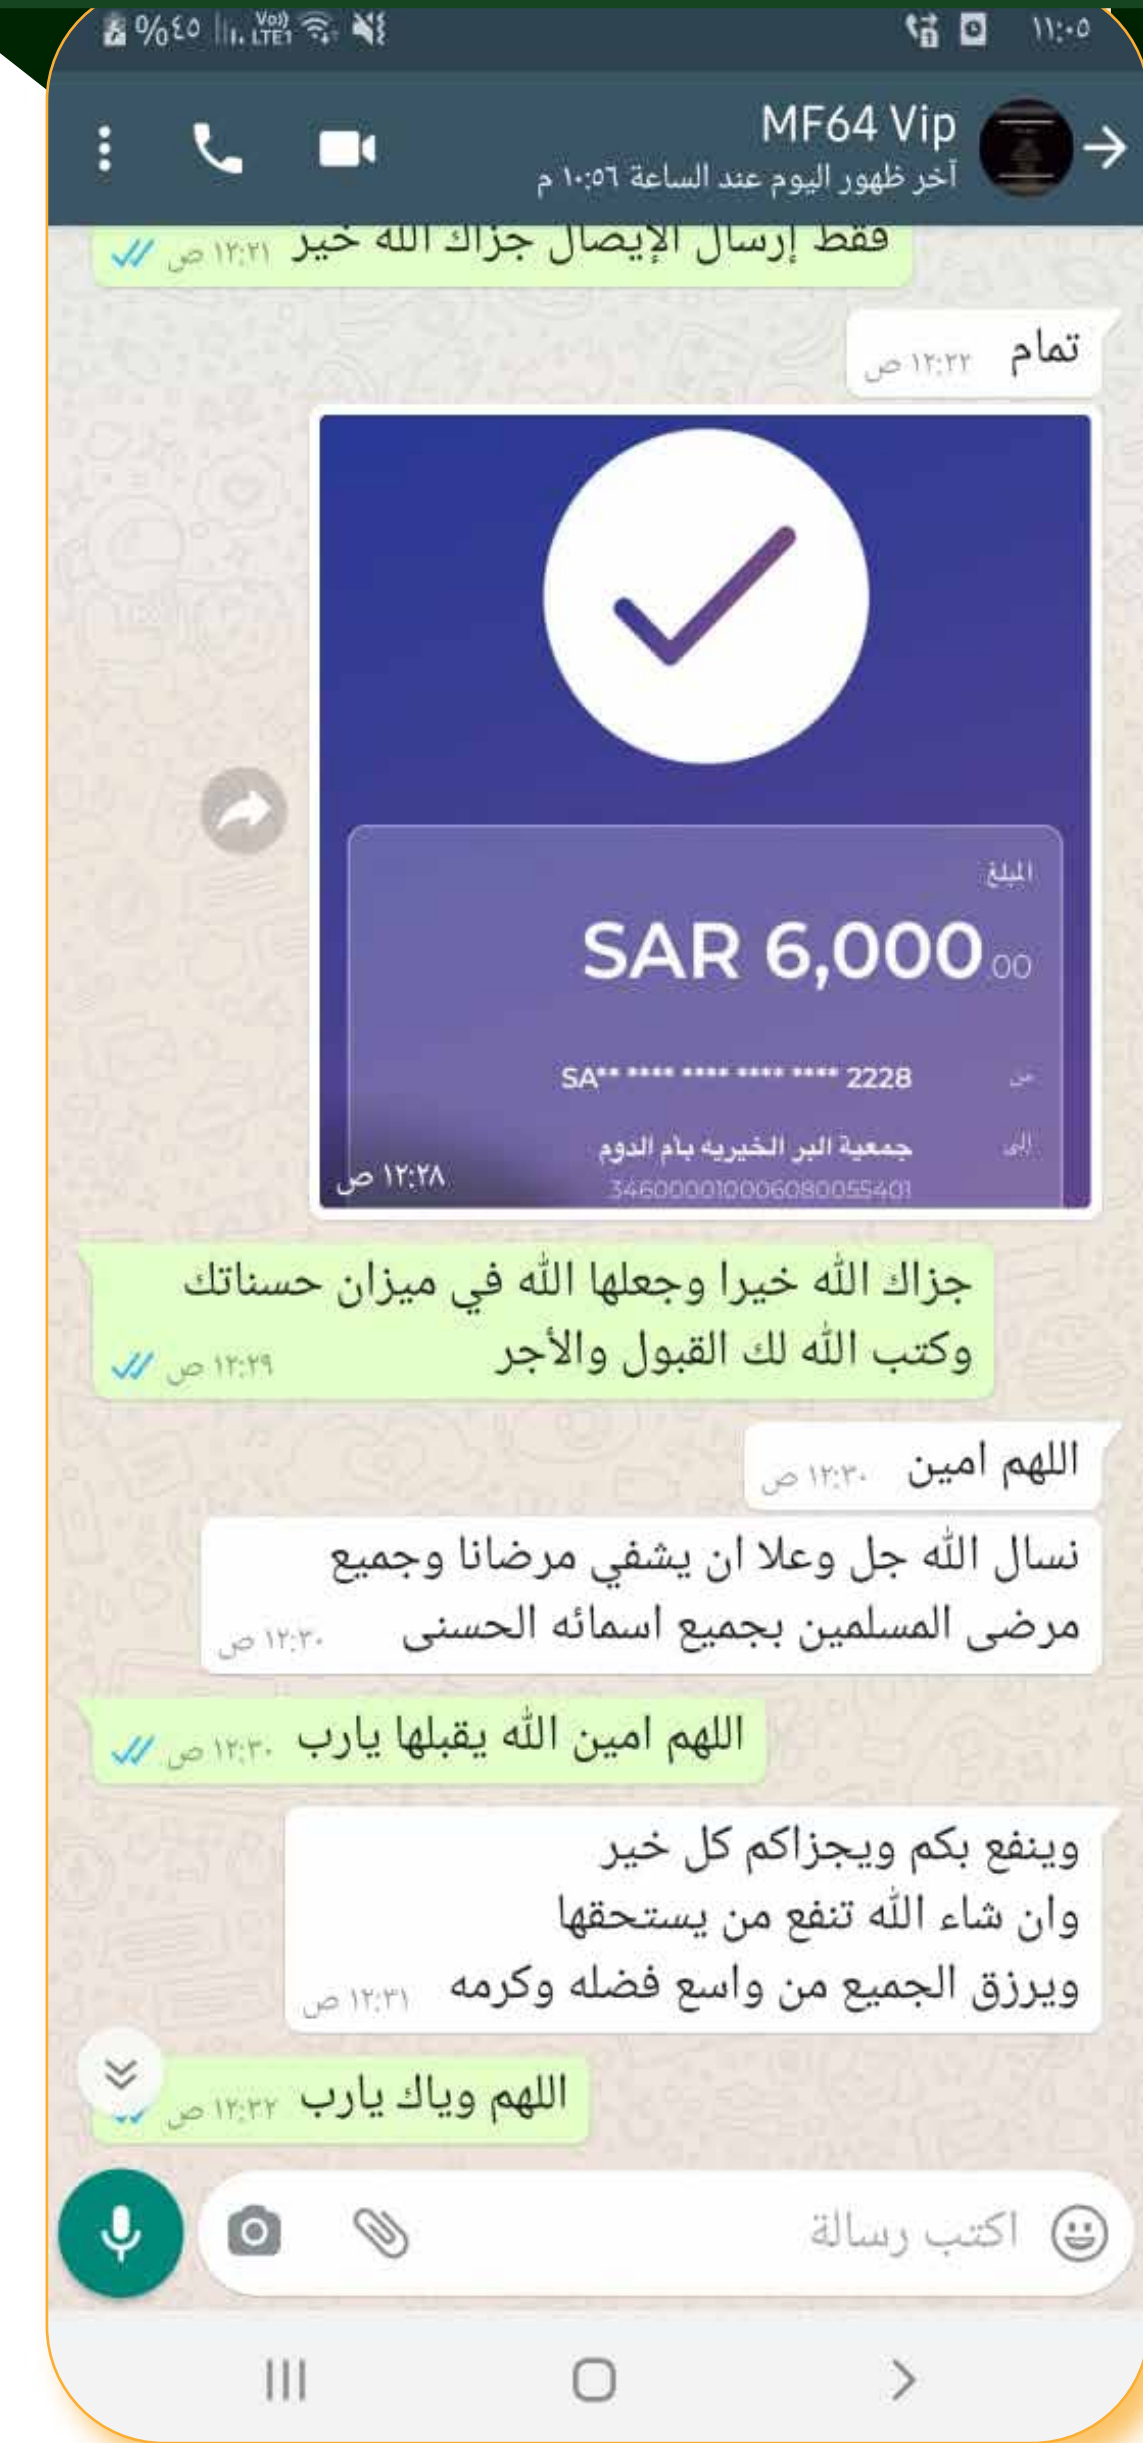 ١١:٠٥
%٤٥
Vo))
LTE1
MF64 Vip
آخر ظهور اليوم عند الساعة ١٠:٥٦ م
فقط إرسال الإيصال جزاك الله خير ١٢:٢١ ص
تمام ١٢:٢٢ ص
المبلغ
SAR 6,000.00
من
SA** **** **** **** **** 2228
إلى
جمعية البر الخيريه بام الدوم
346000010006080055401
١٢:٢٨ ص
جزاك الله خيرا وجعلها الله في ميزان حسناتك
وكتب الله لك القبول والأجر ١٢:٢٩ ص
اللهم امين ١٢:٣٠ ص
نسال الله جل وعلا ان يشفي مرضانا وجميع
مرضى المسلمين بجميع اسمائه الحسنى ١٢:٣٠ ص
اللهم امين الله يقبلها يارب ١٢:٣٠ ص
وينفع بكم ويجزاكم كل خير
وان شاء الله تنفع من يستحقها
ويرزق الجميع من واسع فضله وكرمه ١٢:٣١ ص
اللهم وياك يارب ١٢:٣٢ ص
اكتب رسالة